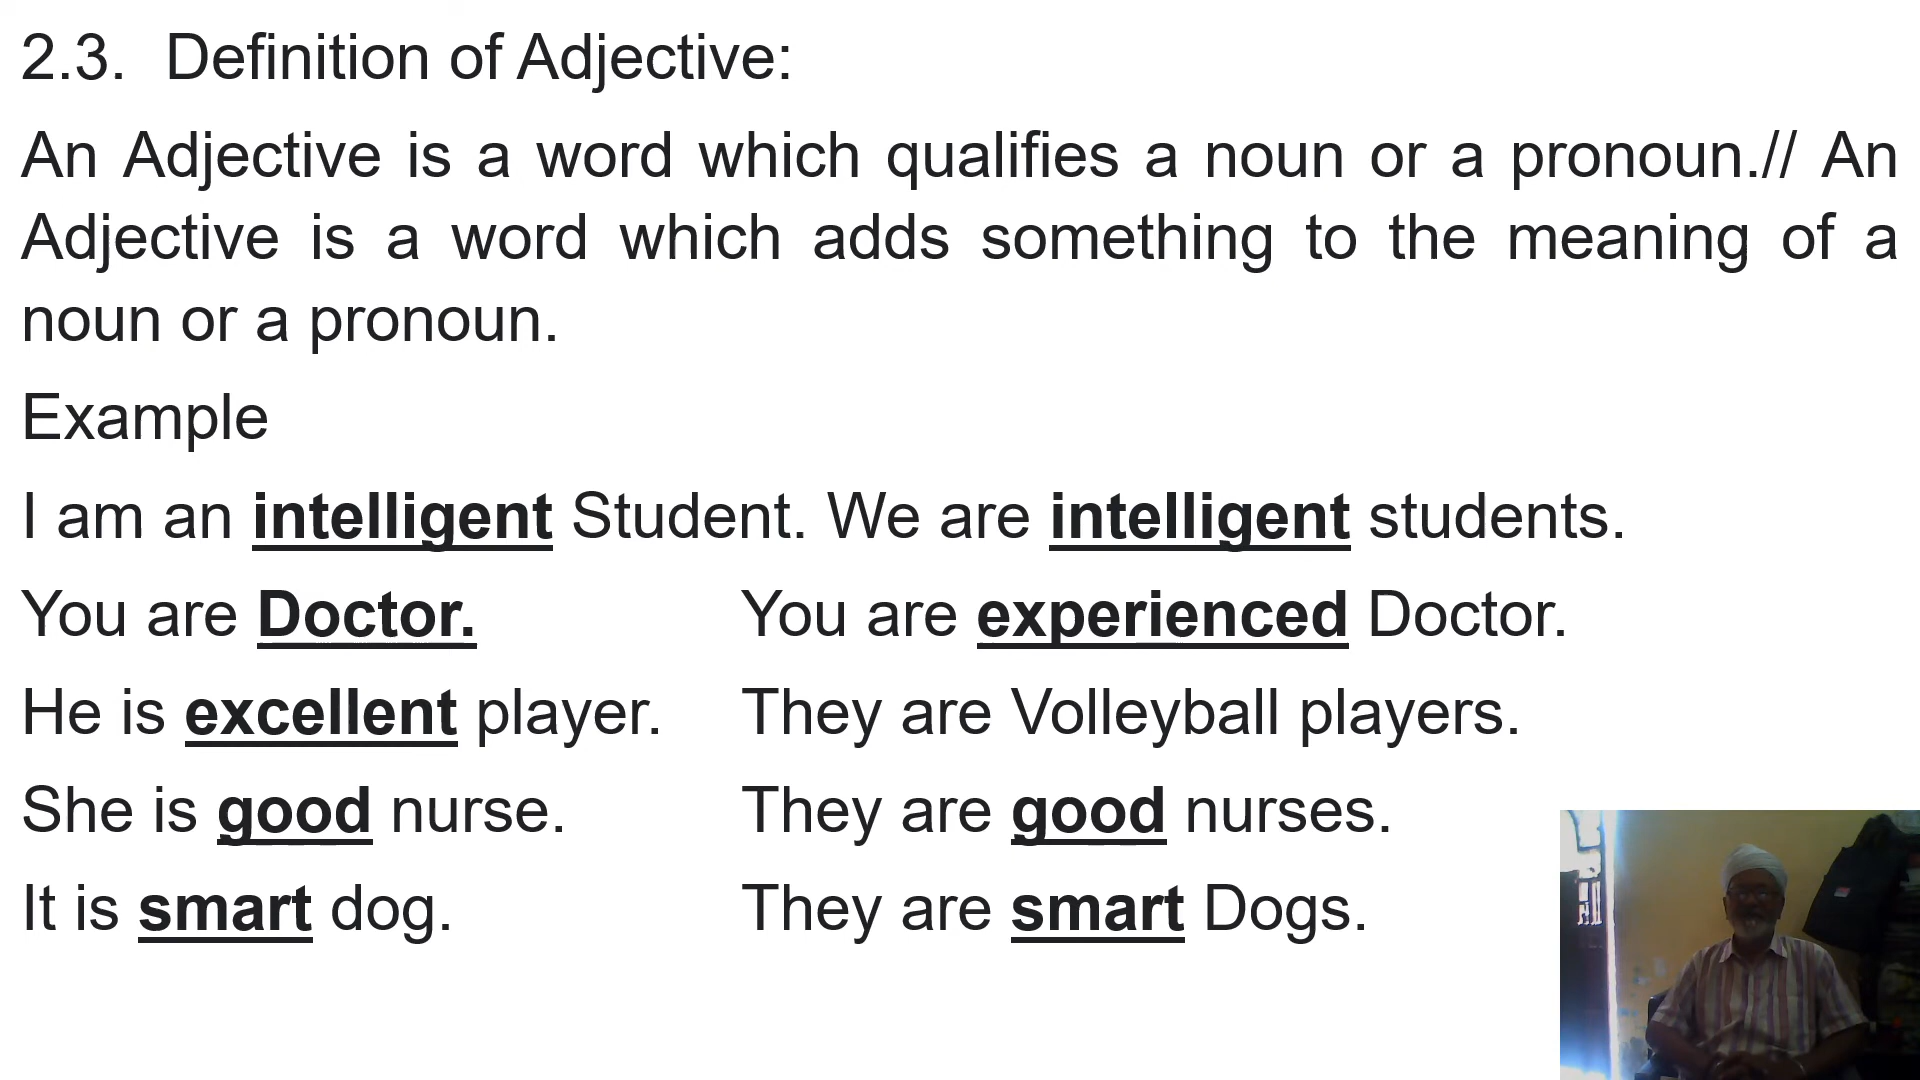 2.3. Definition of Adjective:
An Adjective is a word which qualifies a noun or a pronoun.// An
Adjective is a word which adds something to the meaning of a
noun or a pronoun.
Example
I am an intelligent Student. We are intelligent students.
You are Doctor. You are experienced Doctor.
He is excellent player. They are Volleyball players.
She is good nurse. They are good nurses.
It is smart dog. They are smart Dogs.